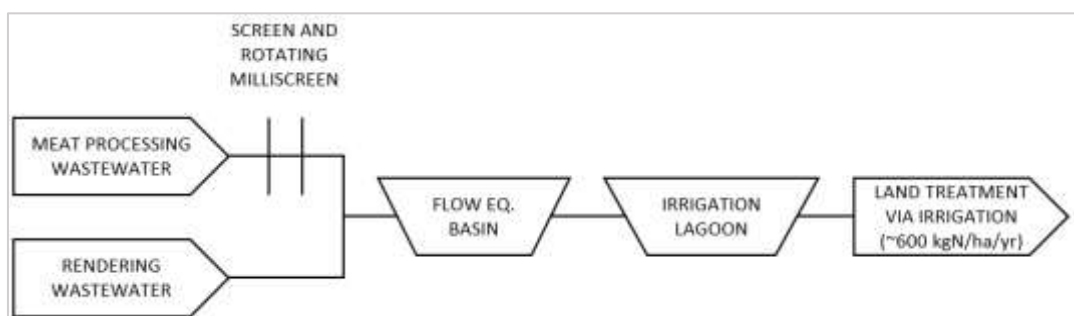 SCREEN AND
ROTATING
MILLISCREEN
MEAT PROCESSING
WASTEWATER
FLOW EQ.
BASIN
IRRIGATION
LAGOON
LAND TREATMENT
VIA IRRIGATION
(~600 kgN/ha/yr)
RENDERING
WASTEWATER